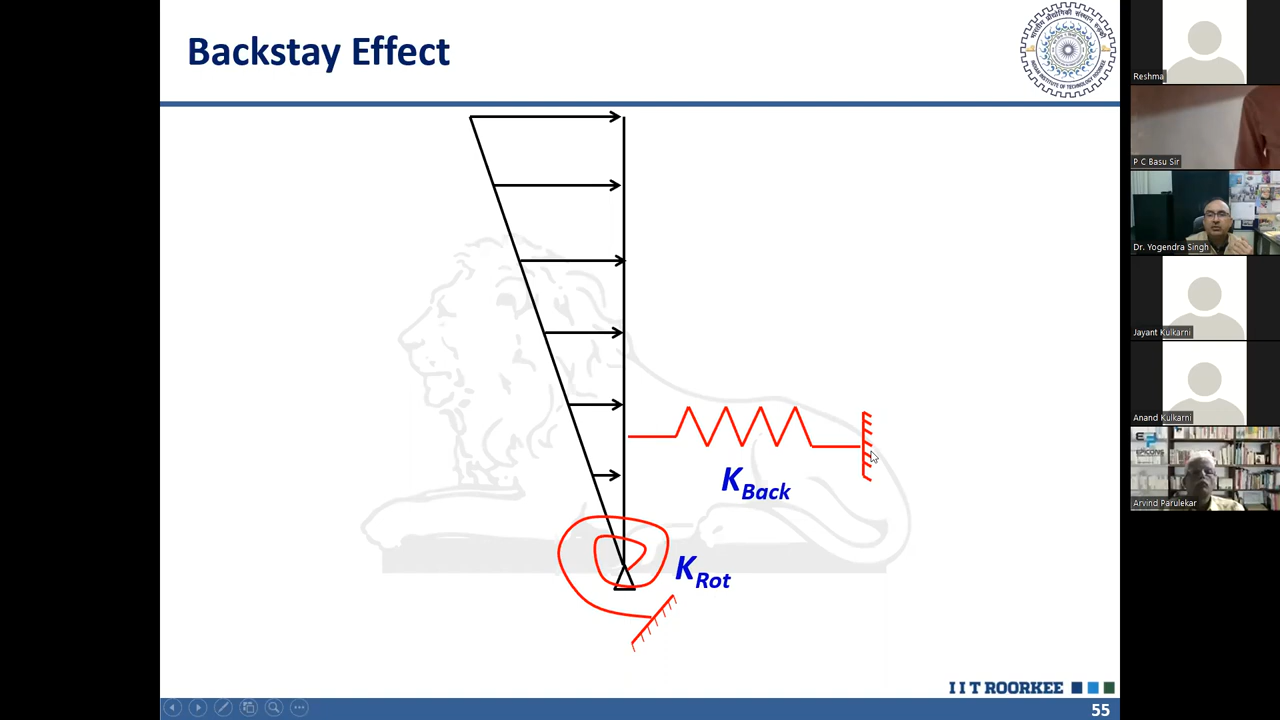 Backstay Effect
K_Back
K_Rot
IIT ROORKEE
55
Reshma
P C Basu Sir
Dr. Yogendra Singh
Jayant Kulkarni
Anand Kulkarni
Arvind Parulekar